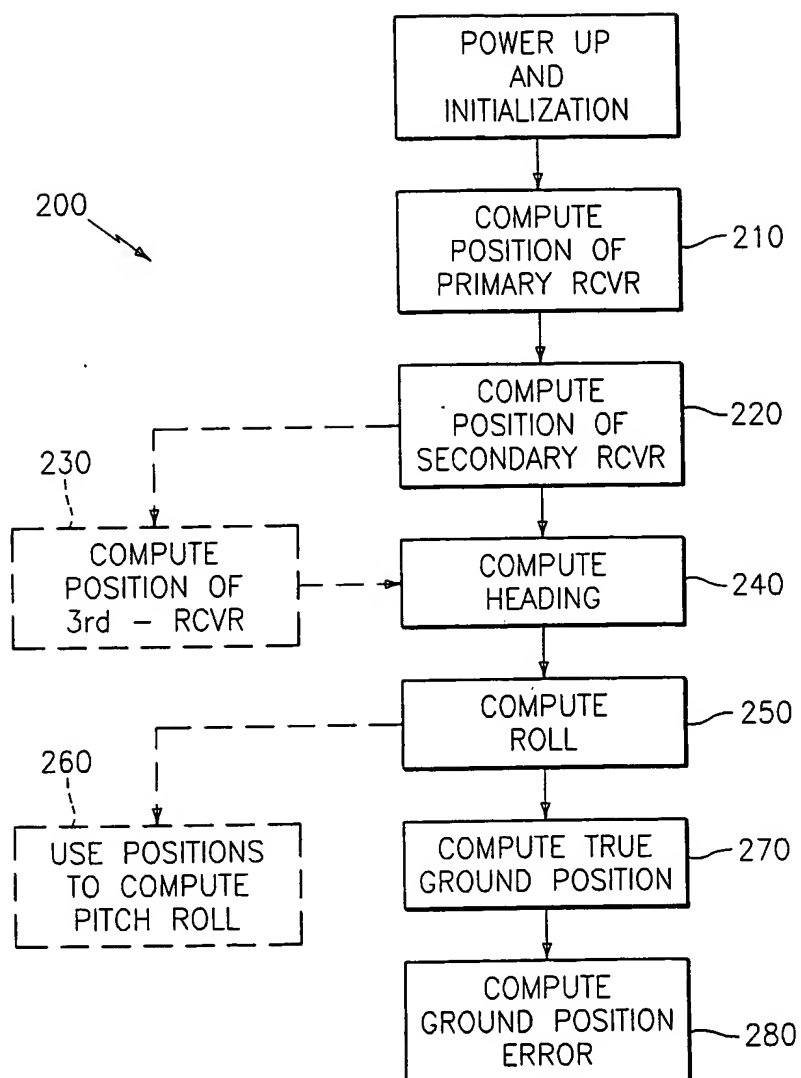 POWER UP
AND
INITIALIZATION
200
COMPUTE
POSITION OF
PRIMARY RCVR
210
COMPUTE
POSITION OF
SECONDARY RCVR
220
230
COMPUTE
POSITION OF
3rd – RCVR
COMPUTE
HEADING
240
COMPUTE
ROLL
250
260
USE POSITIONS
TO COMPUTE
PITCH ROLL
COMPUTE TRUE
GROUND POSITION
270
COMPUTE
GROUND POSITION
ERROR
280